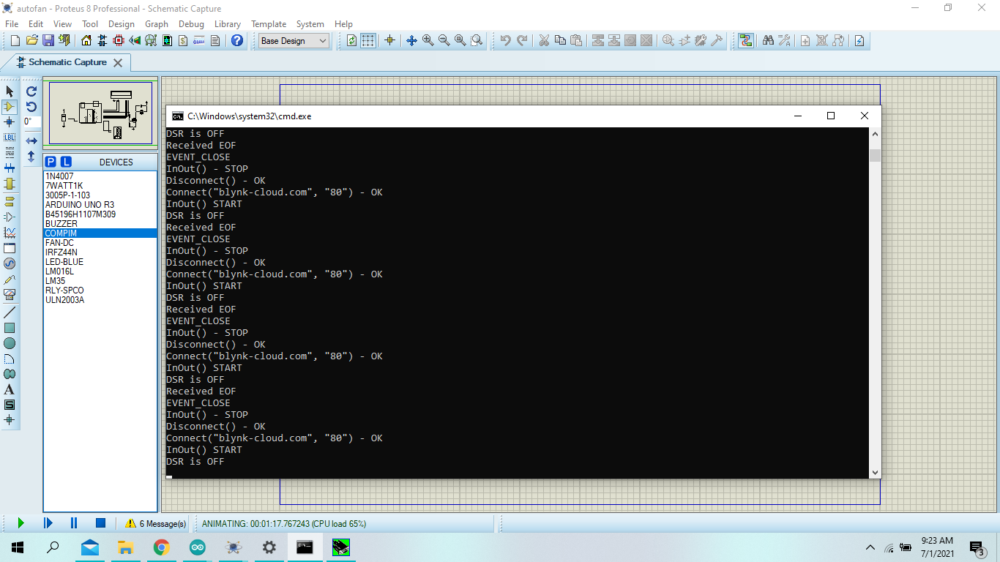 autofan - Proteus 8 Professional - Schematic Capture
File Edit View Tool Design Graph Debug Library Template System Help
Base Design
Schematic Capture
C:\Windows\system32\cmd.exe
0°
LBL
P L DEVICES
1N4007
7WATT1K
3005P-1-103
ARDUINO UNO R3
B45196H1107M309
BUZZER
COMPIM
FAN-DC
IRFZ44N
LED-BLUE
LM016L
LM35
RLY-SPCO
ULN2003A
A
S
DSR is OFF
Received EOF
EVENT_CLOSE
InOut() - STOP
Disconnect() - OK
Connect("blynk-cloud.com", "80") - OK
InOut() START
DSR is OFF
Received EOF
EVENT_CLOSE
InOut() - STOP
Disconnect() - OK
Connect("blynk-cloud.com", "80") - OK
InOut() START
DSR is OFF
Received EOF
EVENT_CLOSE
InOut() - STOP
Disconnect() - OK
Connect("blynk-cloud.com", "80") - OK
InOut() START
DSR is OFF
Received EOF
EVENT_CLOSE
InOut() - STOP
Disconnect() - OK
Connect("blynk-cloud.com", "80") - OK
InOut() START
DSR is OFF
6 Message(s)
ANIMATING: 00:01:17.767243 (CPU load 65%)
9:23 AM
7/1/2021
3